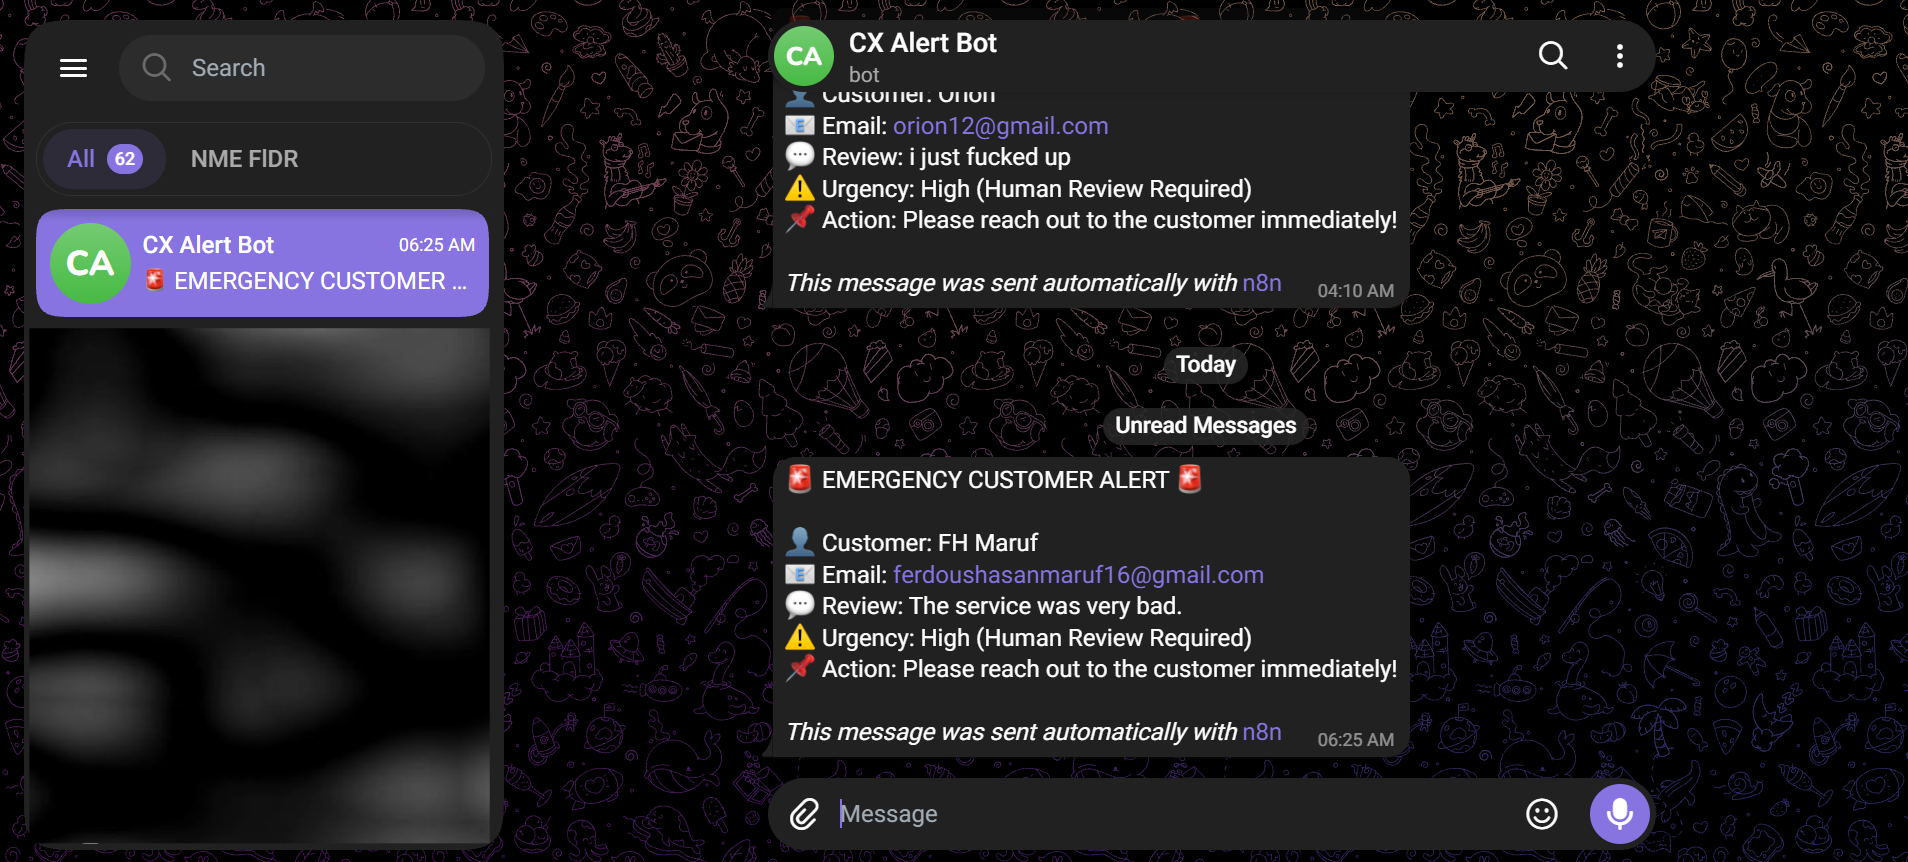 Search
All 62
NME FIDR
CX Alert Bot
06:25 AM
🚨 EMERGENCY CUSTOMER ...
CA
CA
CX Alert Bot
bot
👤 Customer: Orion
📧 Email: orion12@gmail.com
💬 Review: i just fucked up
⚠️ Urgency: High (Human Review Required)
📌 Action: Please reach out to the customer immediately!
This message was sent automatically with n8n
04:10 AM
Today
Unread Messages
🚨 EMERGENCY CUSTOMER ALERT 🚨
👤 Customer: FH Maruf
📧 Email: ferdoushasanmaruf16@gmail.com
💬 Review: The service was very bad.
⚠️ Urgency: High (Human Review Required)
📌 Action: Please reach out to the customer immediately!
This message was sent automatically with n8n
06:25 AM
Message